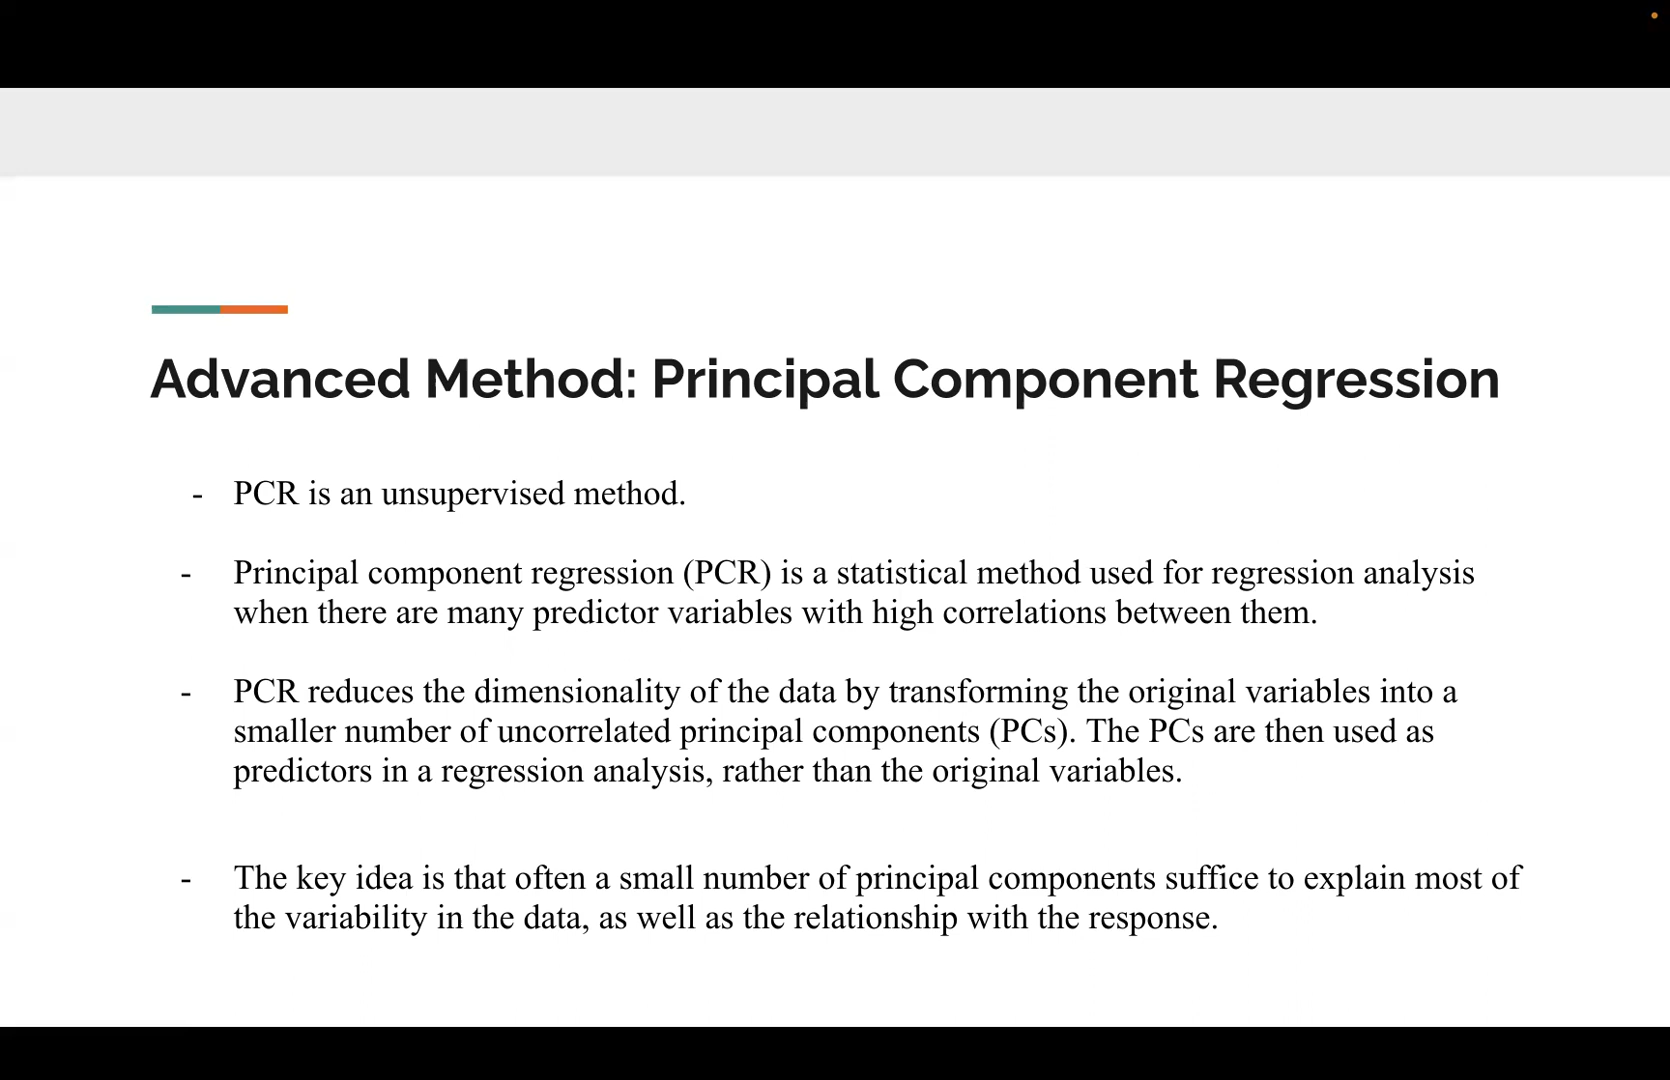 Advanced Method: Principal Component Regression
- PCR is an unsupervised method.
- Principal component regression (PCR) is a statistical method used for regression analysis
when there are many predictor variables with high correlations between them.
- PCR reduces the dimensionality of the data by transforming the original variables into a
smaller number of uncorrelated principal components (PCs). The PCs are then used as
predictors in a regression analysis, rather than the original variables.
- The key idea is that often a small number of principal components suffice to explain most of
the variability in the data, as well as the relationship with the response.